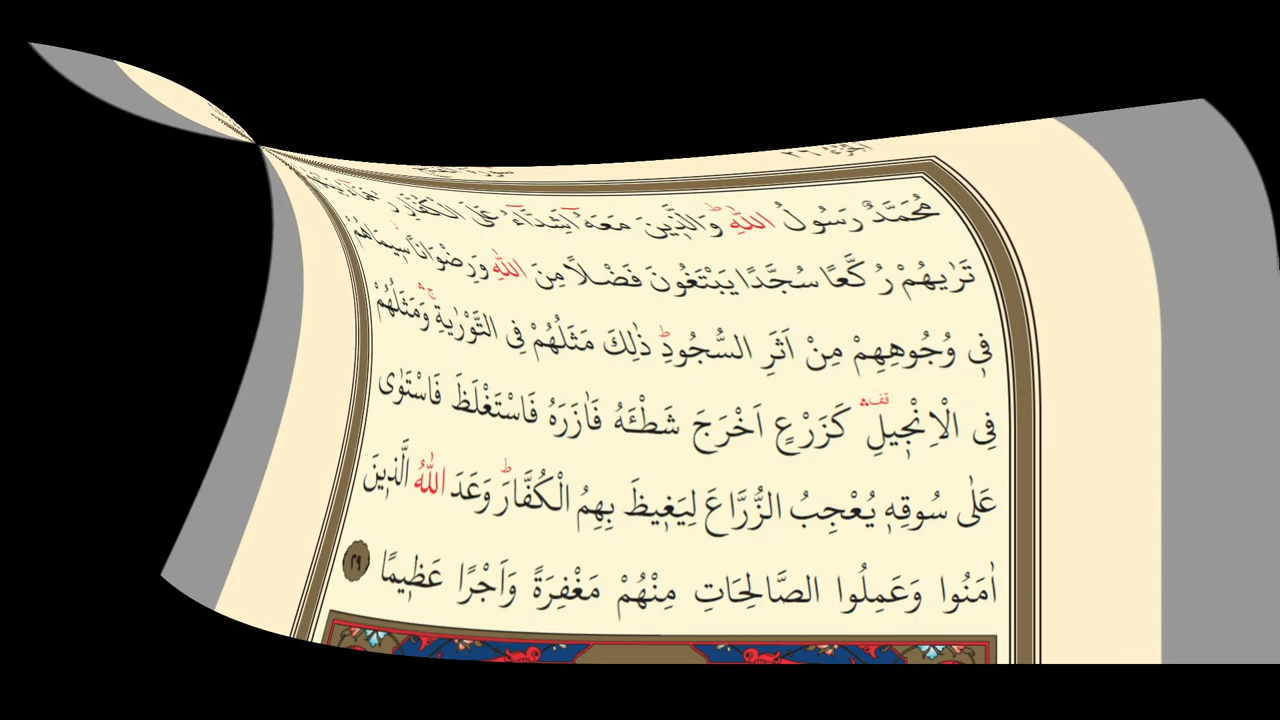 الجزء ٢٦
مُحَمَّدٌ رَسُولُ اللّٰهِۜ وَالَّذ۪ينَ مَعَهُٓ اَشِدَّٓاءُ عَلَى الْكُفَّارِ
تَرٰيهُمْ رُكَّعًا سُجَّدًا يَبْتَغُونَ فَضْلًا مِنَ اللّٰهِ وَرِضْوَانًاۘ س۪يمَاهُمْ
ف۪ي وُجُوهِهِمْ مِنْ اَثَرِ السُّجُودِۜ ذٰلِكَ مَثَلُهُمْ فِي التَّوْرٰيةِۚۛ وَمَثَلُهُمْ
فِي الْاِنْج۪يلِ۠ۛ كَزَرْعٍ اَخْرَجَ شَطْـَٔهُ فَاٰزَرَهُ فَاسْتَغْلَظَ فَاسْتَوٰى
عَلٰى سُوقِه۪ يُعْجِبُ الزُّرَّاعَ لِيَغ۪يظَ بِهِمُ الْكُفَّارَۜ وَعَدَ اللّٰهُ الَّذ۪ينَ
اٰمَنُوا وَعَمِلُوا الصَّالِحَاتِ مِنْهُمْ مَغْفِرَةً وَاَجْرًا عَظ۪يمًا ٢٩